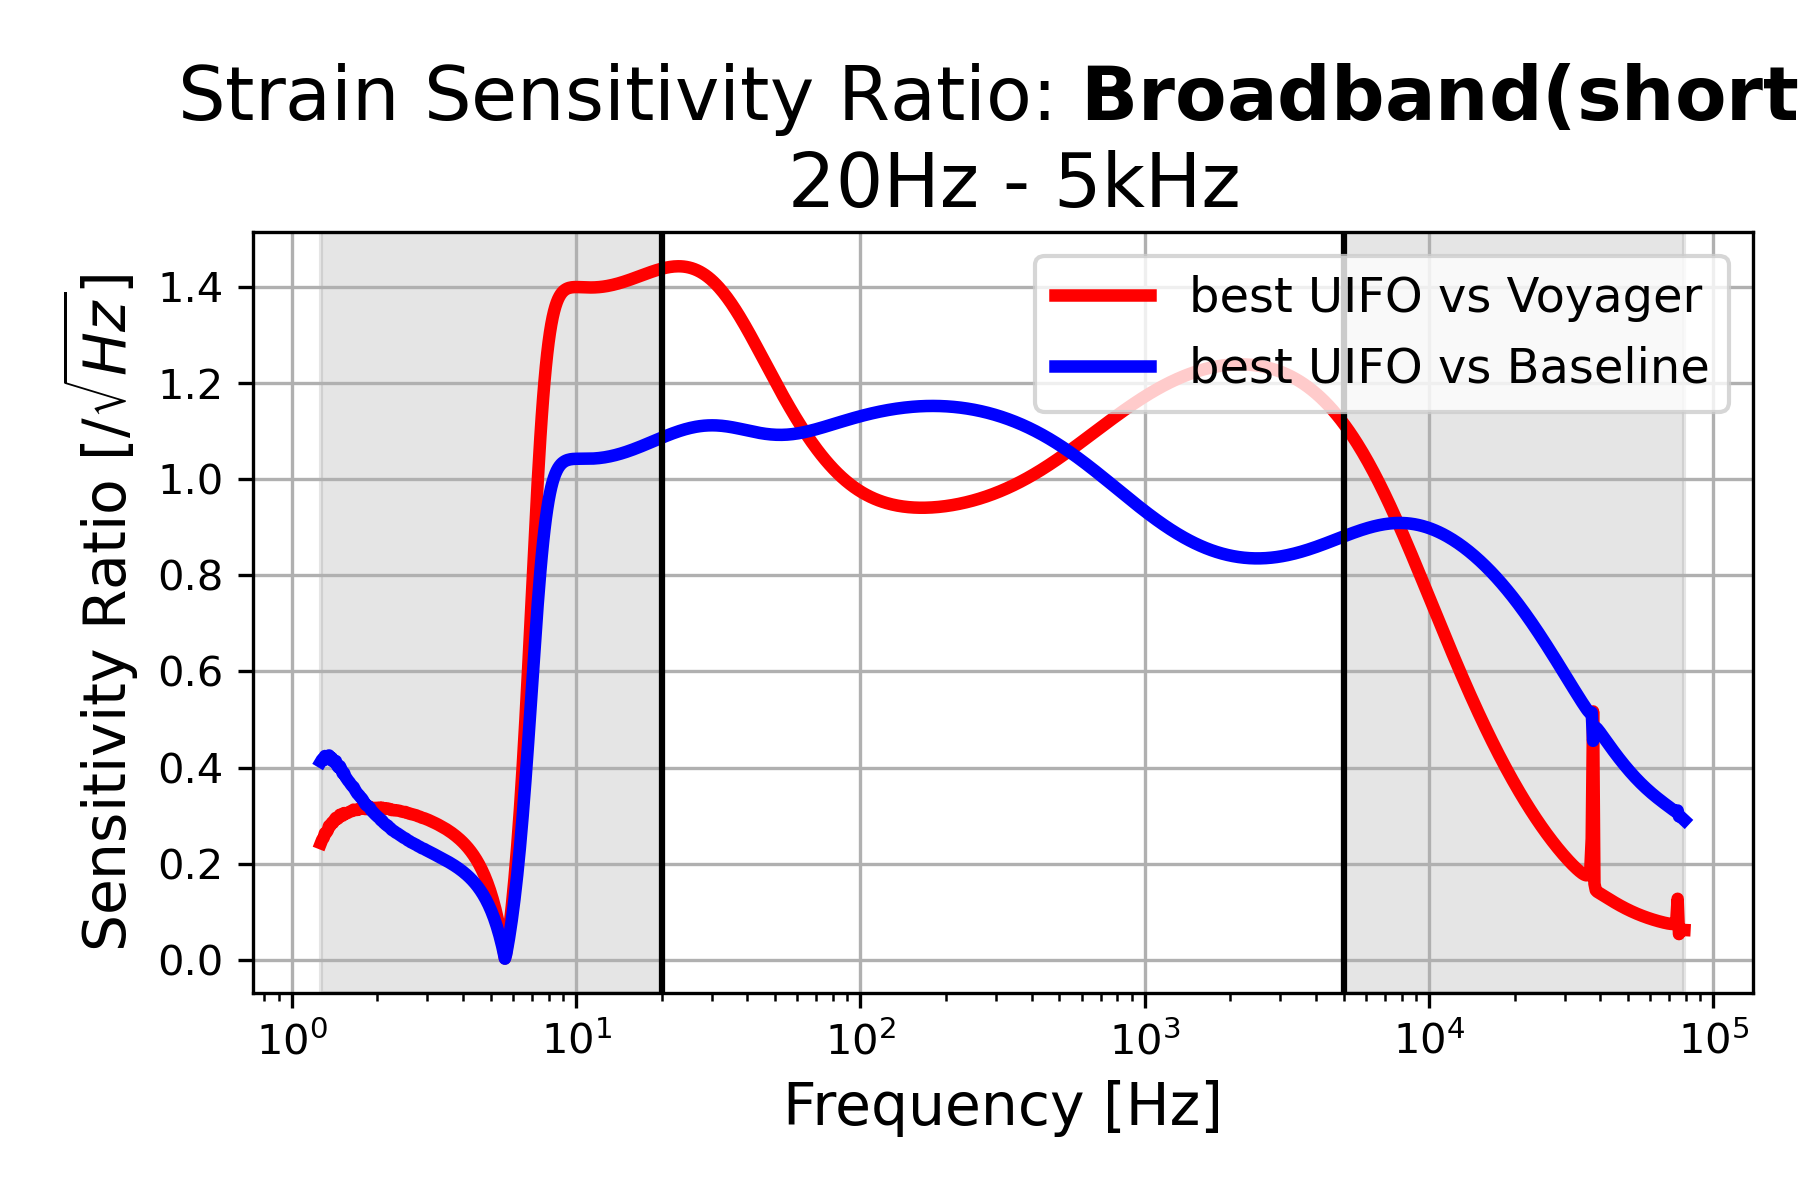 Strain Sensitivity Ratio: Broadband(short
20Hz - 5kHz
Sensitivity Ratio [/√Hz]
1.4
1.2
1.0
0.8
0.6
0.4
0.2
0.0
best UIFO vs Voyager
best UIFO vs Baseline
10⁰ 10¹ 10² 10³ 10⁴ 10⁵
Frequency [Hz]